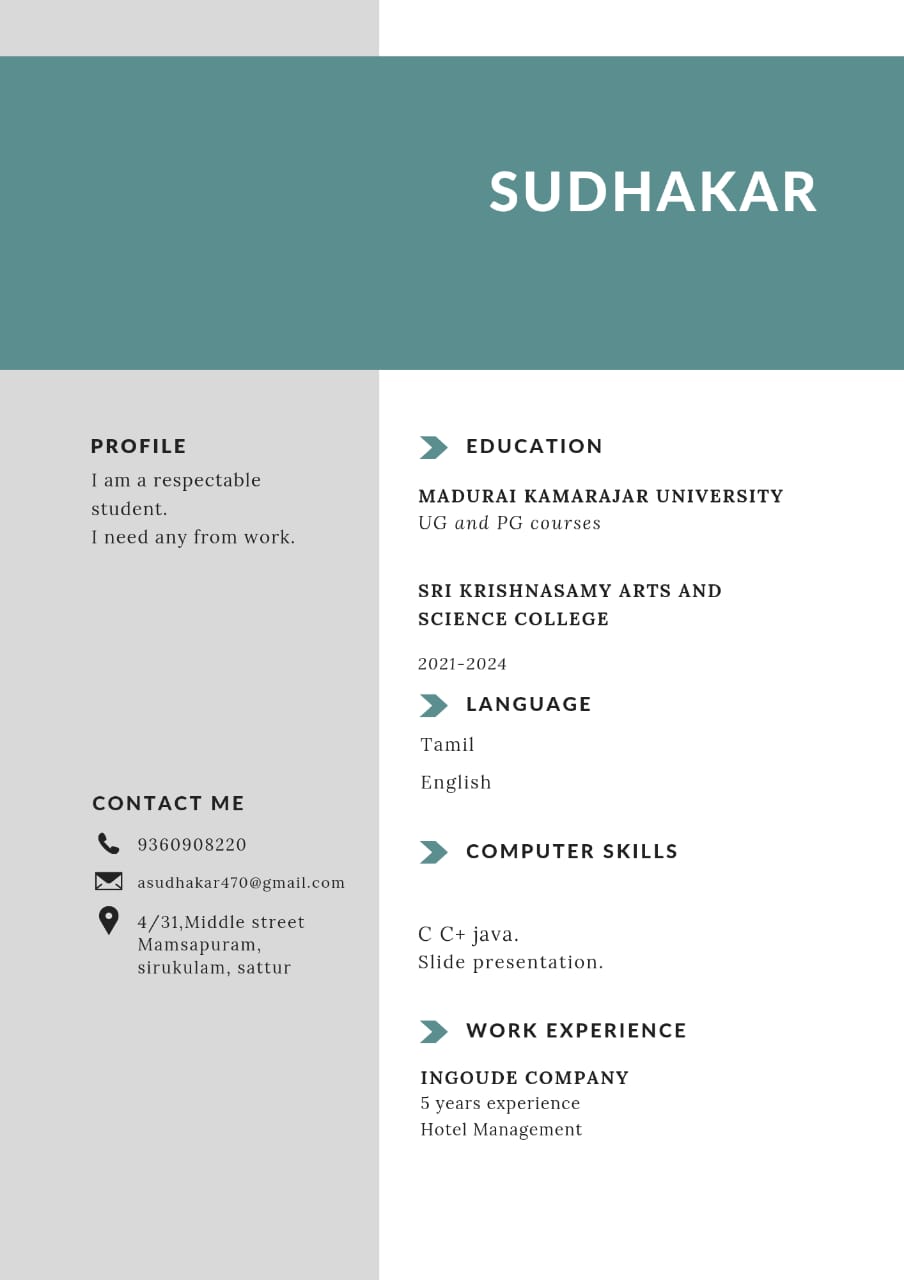 SUDHAKAR
PROFILE
I am a respectable
student.
I need any from work.
CONTACT ME
9360908220
asudhakar470@gmail.com
4/31,Middle street
Mamsapuram,
sirukulam, sattur
EDUCATION
MADURAI KAMARAJAR UNIVERSITY
UG and PG courses
SRI KRISHNASAMY ARTS AND
SCIENCE COLLEGE
2021-2024
LANGUAGE
Tamil
English
COMPUTER SKILLS
C C+ java.
Slide presentation.
WORK EXPERIENCE
INGOUDE COMPANY
5 years experience
Hotel Management